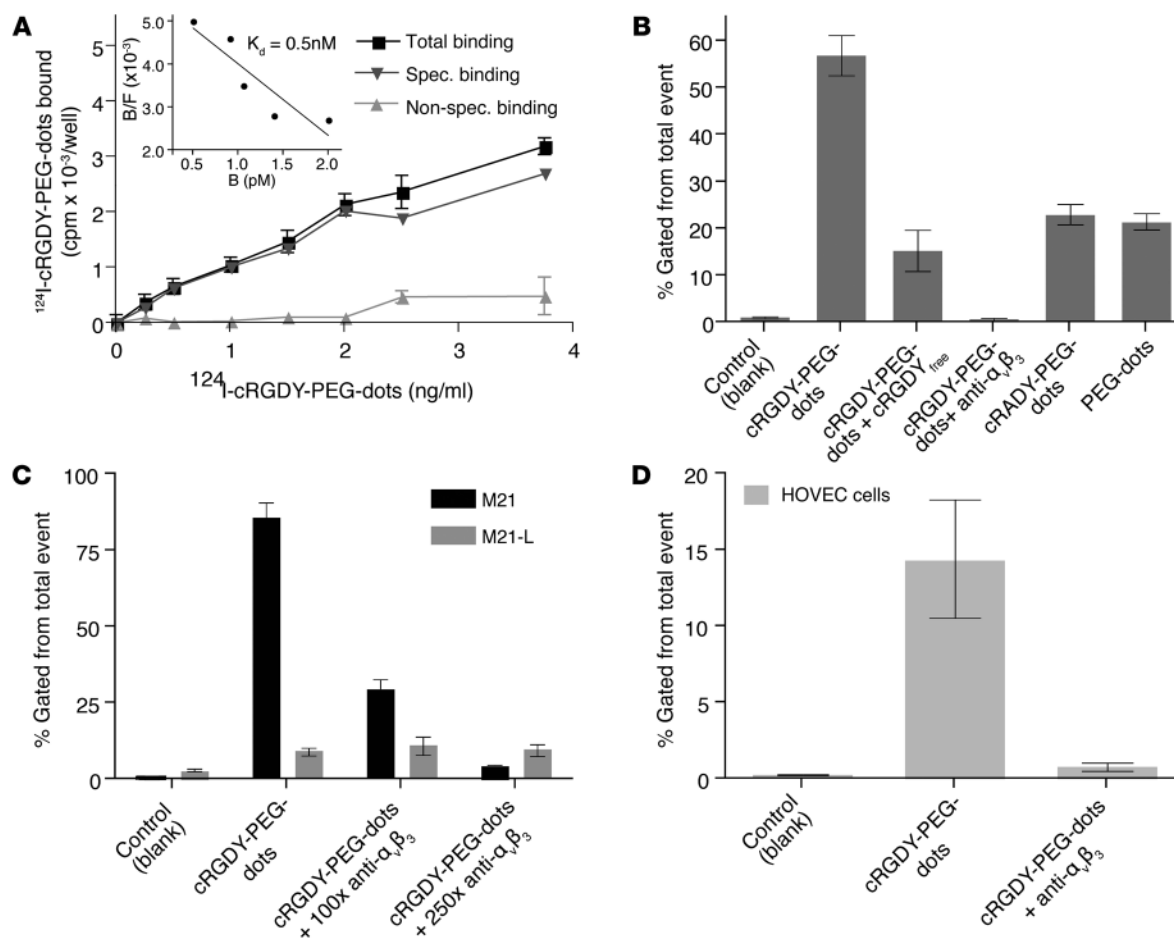 A
¹²⁴I-cRGDY-PEG-dots bound
(cpm x 10⁻³/well)
5
4
3
2
1
0
0
1
2
3
4
¹²⁴I-cRGDY-PEG-dots (ng/ml)
B/F (x10⁻³)
5.0
4.0
3.0
2.0
0.5
1.0
1.5
2.0
B (pM)
K_d = 0.5nM
Total binding
Spec. binding
Non-spec. binding
B
% Gated from total event
60
50
40
30
20
10
0
Control
(blank)
cRGDY-PEG-
dots
cRGDY-PEG-
dots + cRGDY_free
cRGDY-PEG-
dots+ anti-αᵥβ₃
cRADY-PEG-
dots
PEG-dots
C
% Gated from total event
100
75
50
25
0
M21
M21-L
Control
(blank)
cRGDY-PEG-
dots
cRGDY-PEG-dots
+ 100x anti-αᵥβ₃
cRGDY-PEG-dots
+ 250x anti-αᵥβ₃
D
% Gated from total event
20
15
10
5
0
HOVEC cells
Control
(blank)
cRGDY-PEG-
dots
cRGDY-PEG-dots
+ anti-αᵥβ₃